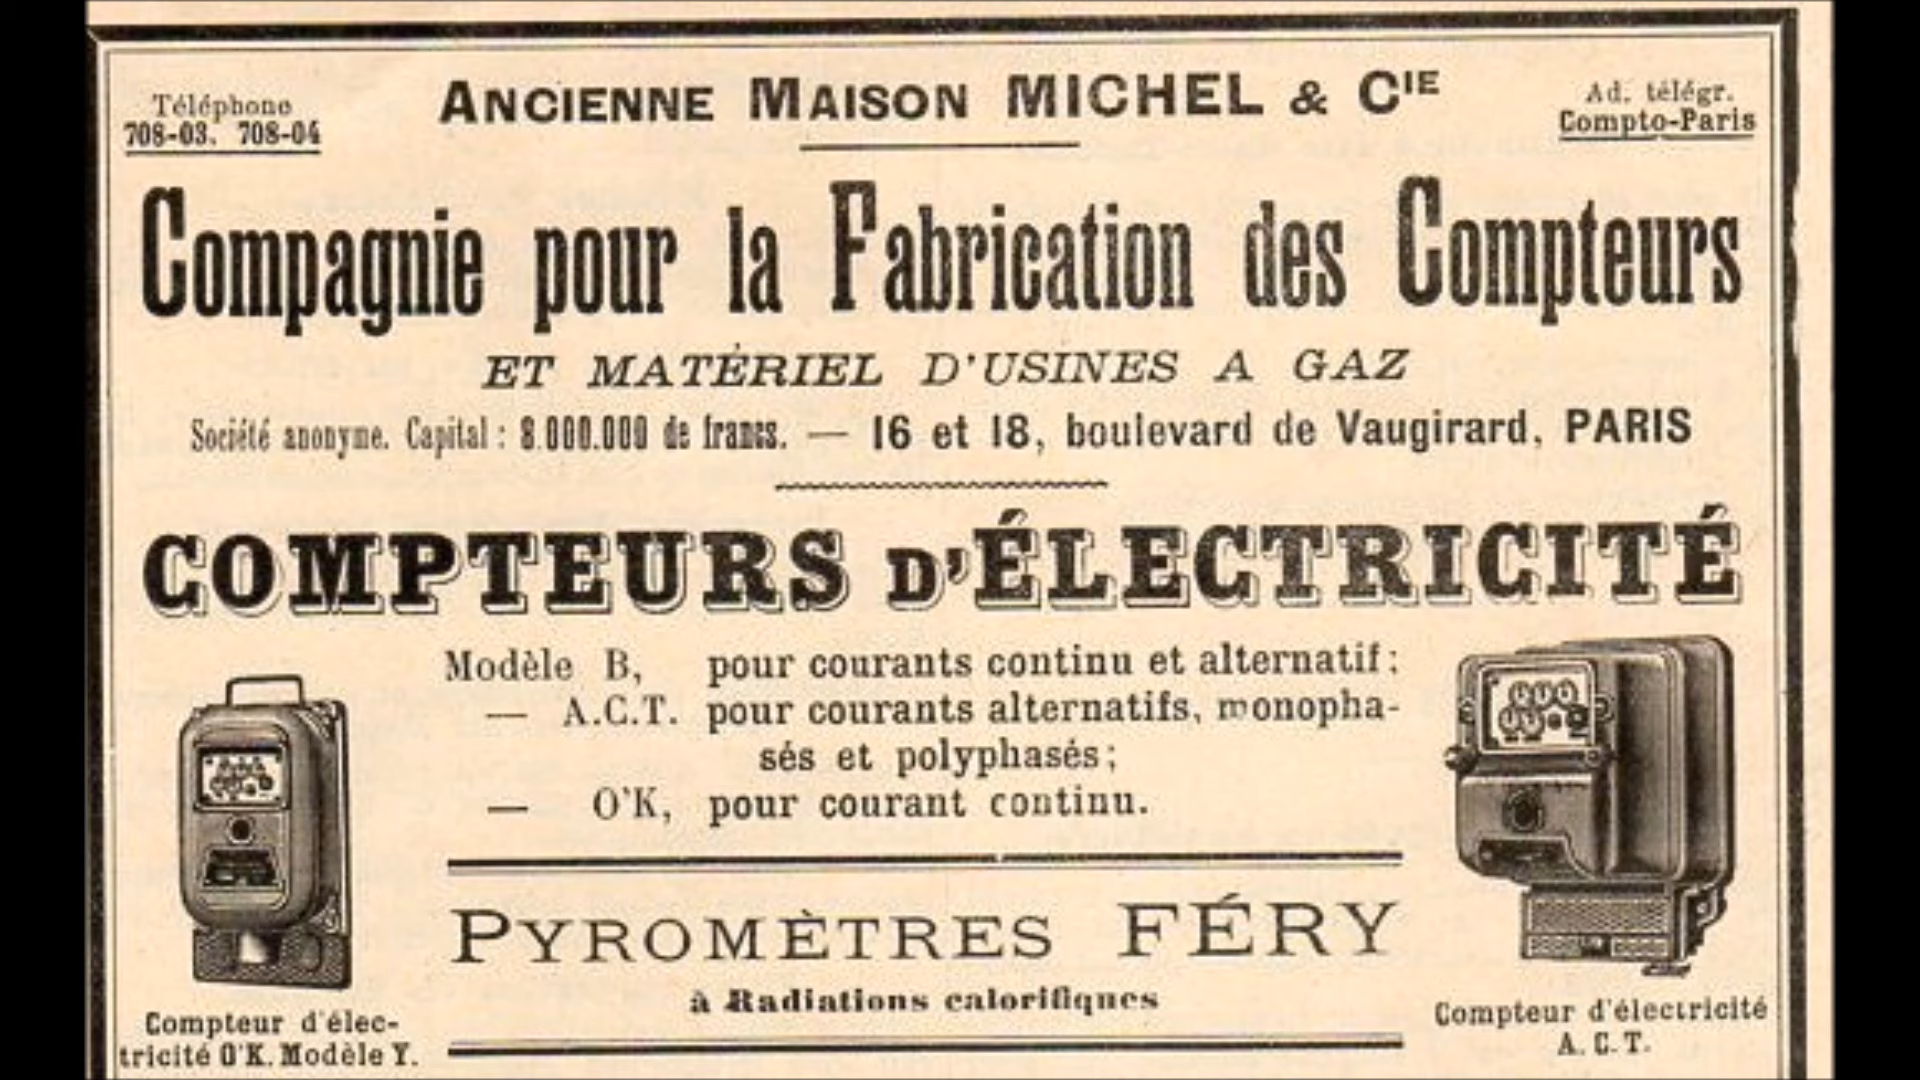 Téléphone
708-03. 708-04
ANCIENNE MAISON MICHEL & CIE
Ad. télégr.
Compto-Paris
Compagnie pour la Fabrication des Compteurs
ET MATÉRIEL D'USINES A GAZ
Société anonyme. Capital : 8.000.000 de francs. — 16 et 18, boulevard de Vaugirard, PARIS
COMPTEURS D'ÉLECTRICITÉ
Modèle B, pour courants continu et alternatif;
— A.C.T. pour courants alternatifs, monopha-
sés et polyphasés;
— O'K, pour courant continu.
PYROMÈTRES FÉRY
à Radiations calorifiques
Compteur d'élec-
tricité O'K. Modèle Y.
Compteur d'électricité
A. C. T.